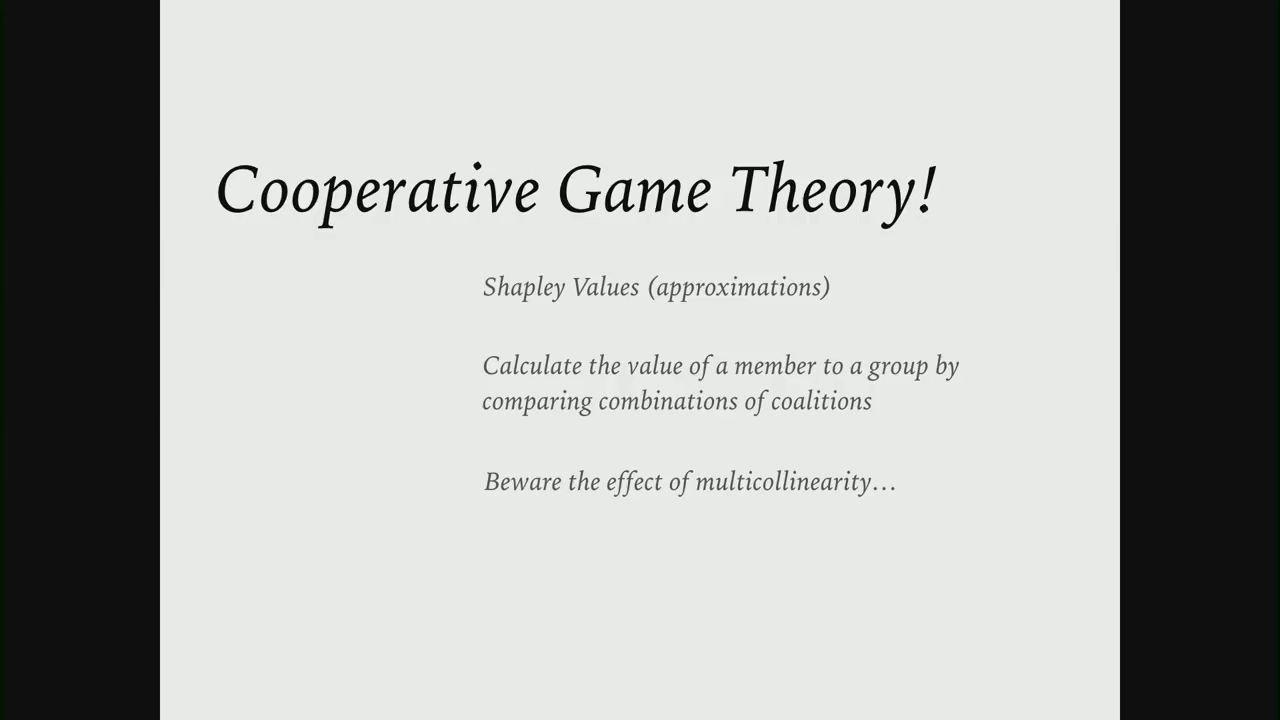 Cooperative Game Theory!
Shapley Values (approximations)
Calculate the value of a member to a group by
comparing combinations of coalitions
Beware the effect of multicollinearity...